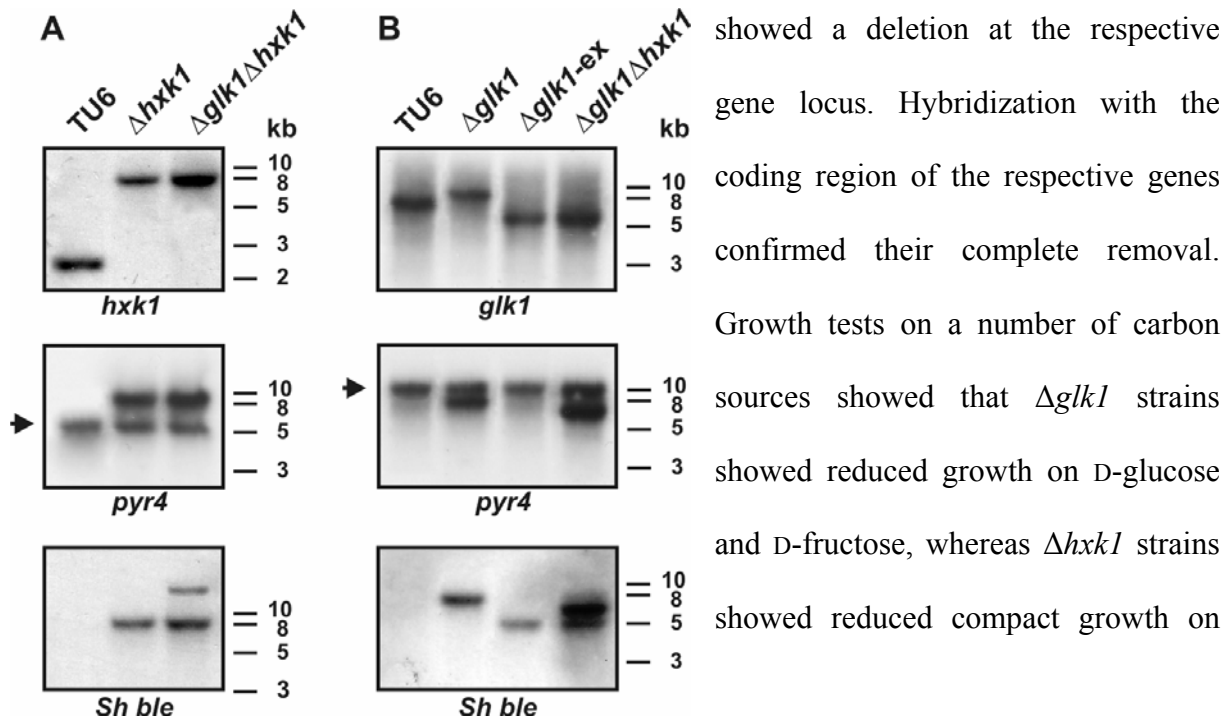 A
TU6
Δhxk1
Δglk1Δhxk1
kb
10
8
5
3
2
hxk1
10
8
5
3
pyr4
10
8
5
3
Sh ble
B
TU6
Δglk1
Δglk1-ex
Δglk1Δhxk1
kb
10
8
5
3
glk1
10
8
5
3
pyr4
10
8
5
3
Sh ble
showed a deletion at the respective
gene locus. Hybridization with the
coding region of the respective genes
confirmed their complete removal.
Growth tests on a number of carbon
sources showed that Δglk1 strains
showed reduced growth on D-glucose
and D-fructose, whereas Δhxk1 strains
showed reduced compact growth on